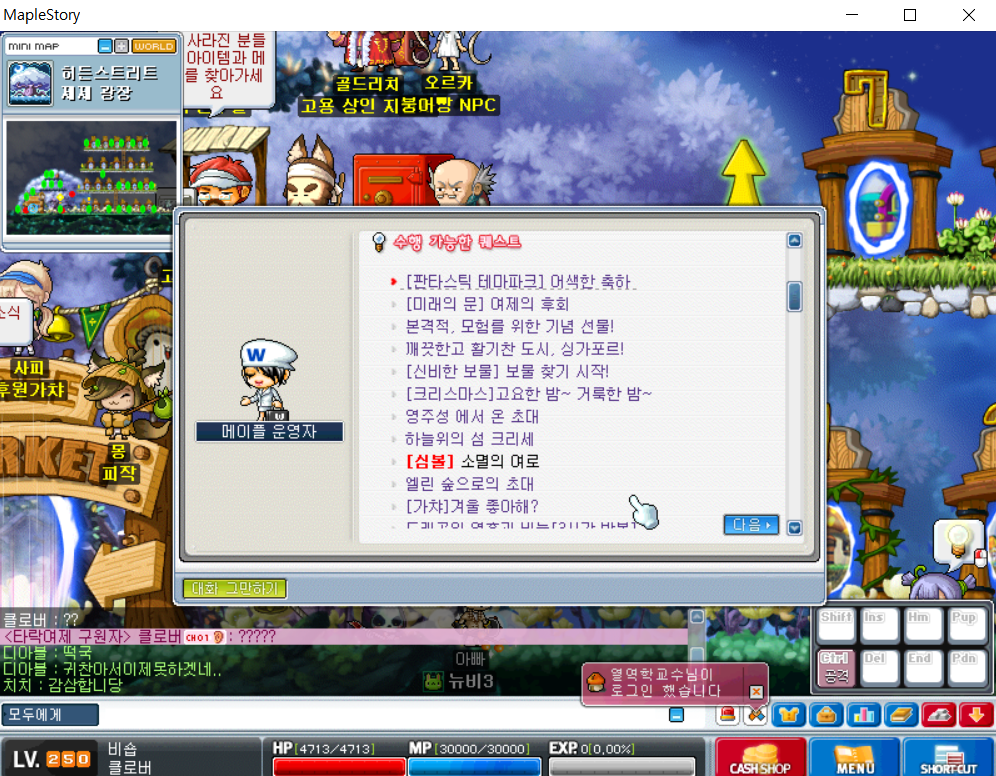 MapleStory
MINI MAP
WORLD
히든스트리트
제제 광장
사라진 분들
아이템과 메
를 찾아가세
요
골드리치 오르카
고용 상인 지붕머빵 NPC
소식
사피
후원가챠
몽
피작
수행 가능한 퀘스트
[판타스틱 테마파크] 어색한 축하
[미래의 문] 여제의 후회
본격적, 모험을 위한 기념 선물!
깨끗한고 활기찬 도시, 싱가포르!
[신비한 보물] 보물 찾기 시작!
[크리스마스]고요한 밤~ 거룩한 밤~
영주성 에서 온 초대
하늘위의 섬 크리세
[심볼] 소멸의 여로
엘린 숲으로의 초대
[가챠]겨울 좋아해?
W
메이플 운영자
다음
대화 그만하기
클로버 : ??
<타락여제 구원자> 클로버 CH01 : ?????
디아블 : 떡국
디아블 : 귀찬아서이제못하겟네..
치치 : 감삼합니당
아빠
뉴비3
열역학교수님이
로그인 했습니다
모두에게
Shift Ins Hm Pup
Ctrl Del End Pdn
공격
LV. 250
비숍
클로버
HP[4713/4713] MP[30000/30000] EXP. 0[0,00%]
CASH SHOP MENU SHORT CUT